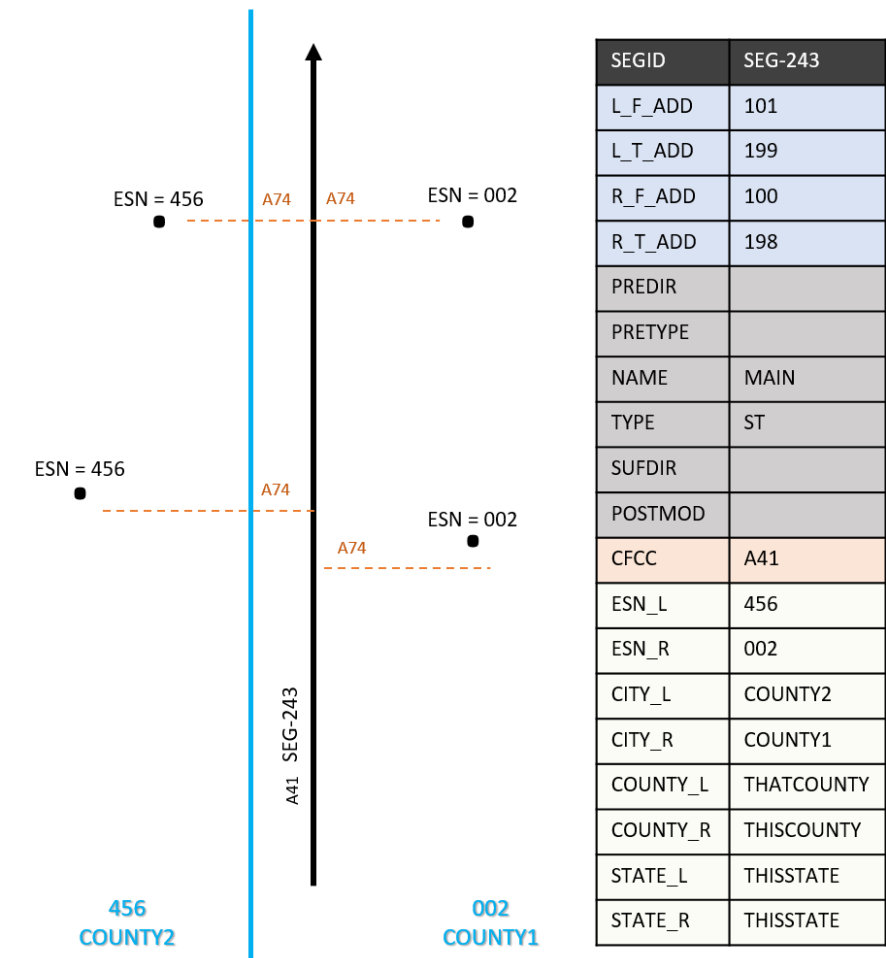 ESN = 456
A74
A74
ESN = 002
ESN = 456
A74
ESN = 002
A74
A41 SEG-243
456
COUNTY2
002
COUNTY1
SEGID SEG-243
L_F_ADD 101
L_T_ADD 199
R_F_ADD 100
R_T_ADD 198
PREDIR
PRETYPE
NAME MAIN
TYPE ST
SUFDIR
POSTMOD
CFCC A41
ESN_L 456
ESN_R 002
CITY_L COUNTY2
CITY_R COUNTY1
COUNTY_L THATCOUNTY
COUNTY_R THISCOUNTY
STATE_L THISSTATE
STATE_R THISSTATE